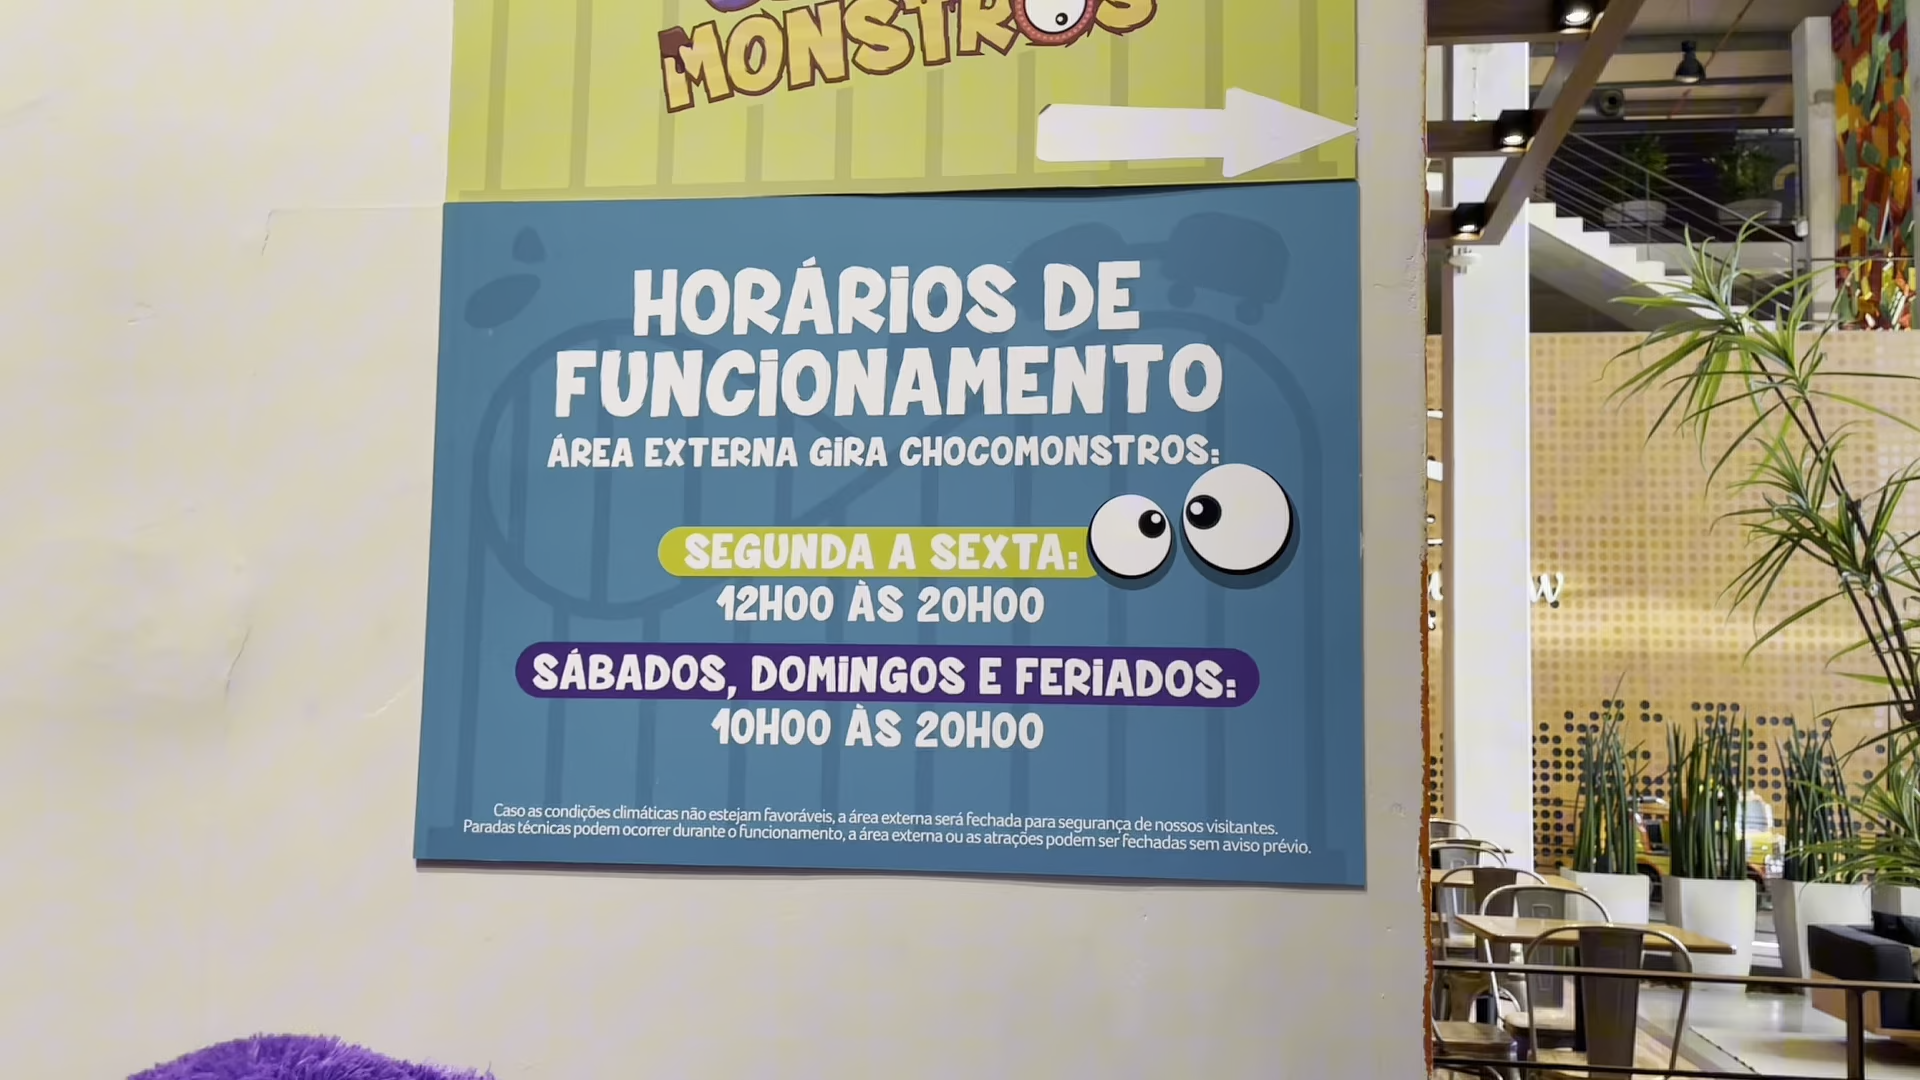 MONSTROS
HORÁRIOS DE
FUNCIONAMENTO
ÁREA EXTERNA GIRA CHOCOMONSTROS:
SEGUNDA A SEXTA:
12H00 ÀS 20H00
SÁBADOS, DOMINGOS E FERIADOS:
10H00 ÀS 20H00
Caso as condições climáticas não estejam favoráveis, a área externa será fechada para segurança de nossos visitantes.
Paradas técnicas podem ocorrer durante o funcionamento, a área externa ou as atrações podem ser fechadas sem aviso prévio.